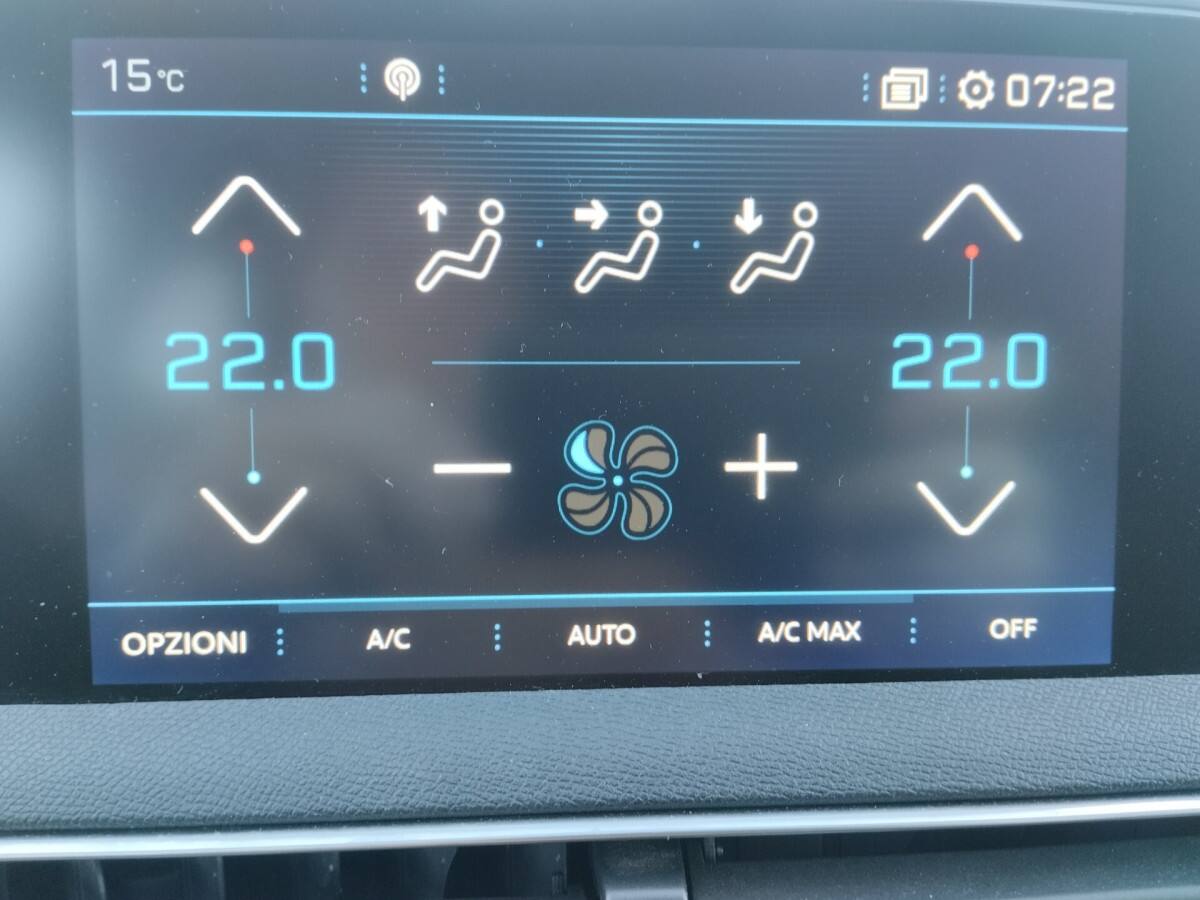 15°C 07:22
22.0 22.0
OPZIONI A/C AUTO A/C MAX OFF